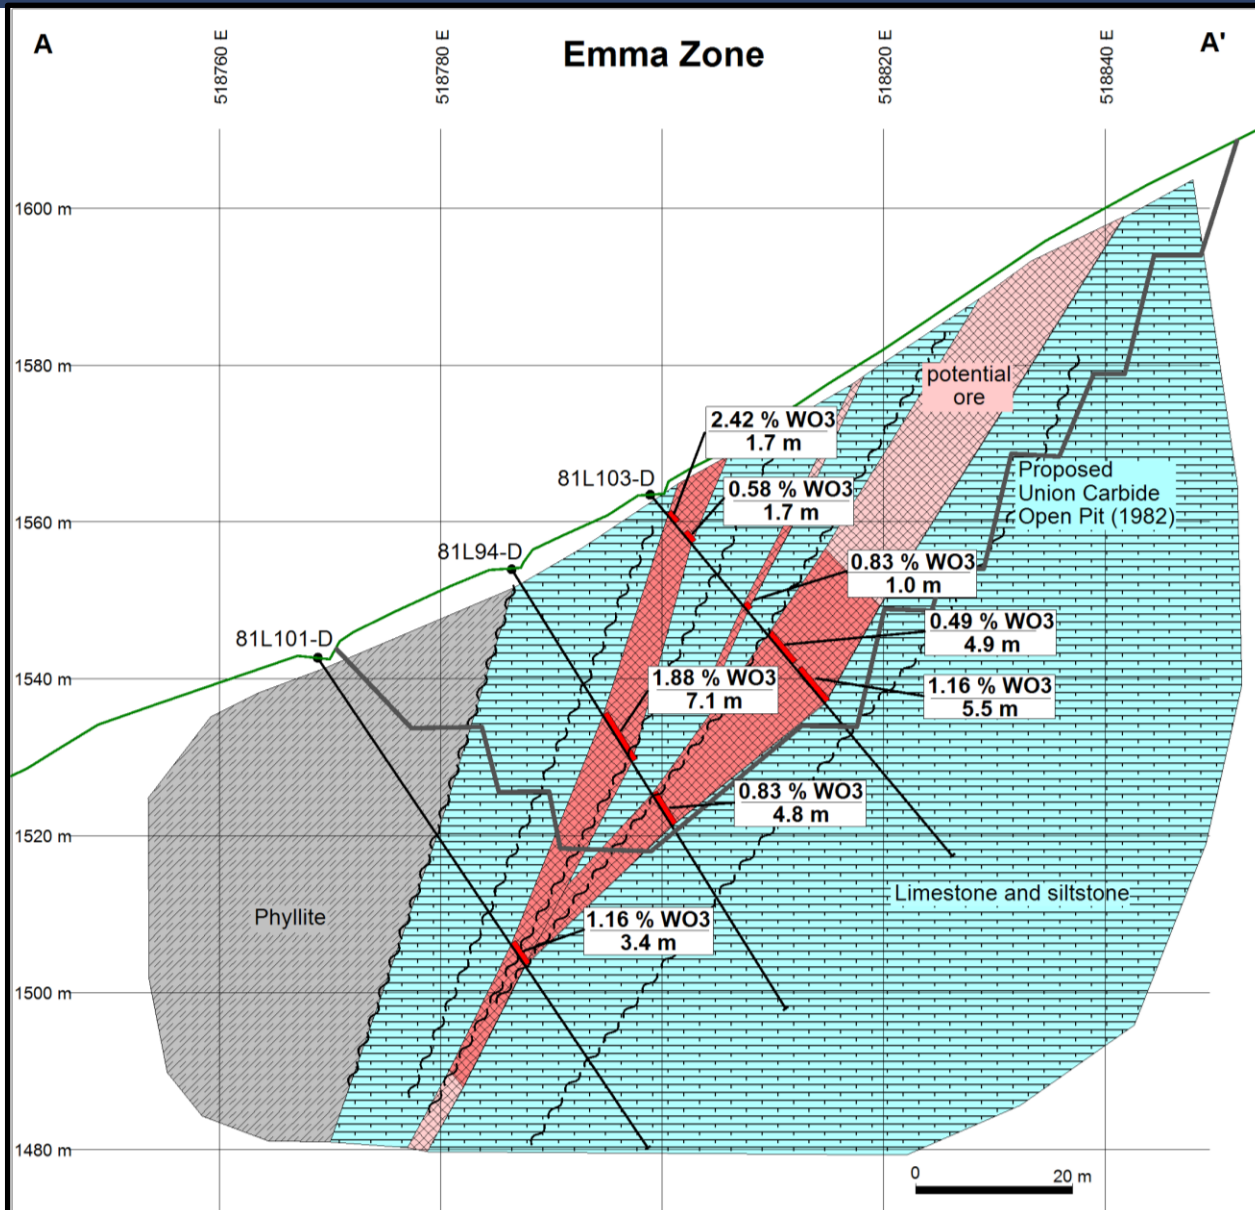 A
Emma Zone
A'
518760 E
518780 E
518820 E
518840 E
1600 m
1580 m
1560 m
1540 m
1520 m
1500 m
1480 m
potential
ore
2.42 % WO3
1.7 m
81L103-D
0.58 % WO3
1.7 m
Proposed
Union Carbide
Open Pit (1982)
81L94-D
0.83 % WO3
1.0 m
81L101-D
0.49 % WO3
4.9 m
1.88 % WO3
7.1 m
1.16 % WO3
5.5 m
0.83 % WO3
4.8 m
Limestone and siltstone
Phyllite
1.16 % WO3
3.4 m
0
20 m